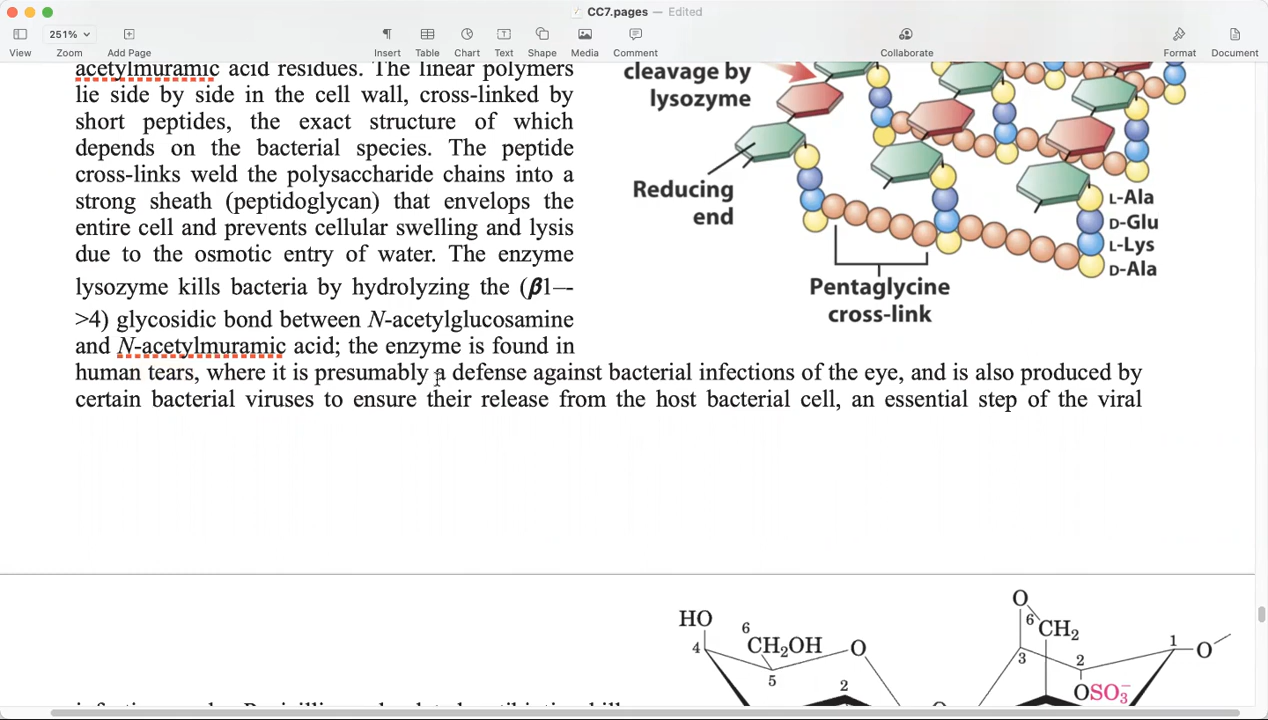 CC7.pages — Edited
251%
View
Zoom
Add Page
Insert
Table
Chart
Text
Shape
Media
Comment
Collaborate
Format
Document
acetylmuramic acid residues. The linear polymers
lie side by side in the cell wall, cross-linked by
short peptides, the exact structure of which
depends on the bacterial species. The peptide
cross-links weld the polysaccharide chains into a
strong sheath (peptidoglycan) that envelops the
entire cell and prevents cellular swelling and lysis
due to the osmotic entry of water. The enzyme
lysozyme kills bacteria by hydrolyzing the (β1—-
>4) glycosidic bond between N-acetylglucosamine
and N-acetylmuramic acid; the enzyme is found in
human tears, where it is presumably a defense against bacterial infections of the eye, and is also produced by
certain bacterial viruses to ensure their release from the host bacterial cell, an essential step of the viral
cleavage by
lysozyme
Reducing
end
L-Ala
D-Glu
L-Lys
D-Ala
Pentaglycine
cross-link
HO
6
CH₂OH
O
4
5
2
O
6
CH₂
3
2
1
O
OSO₃⁻